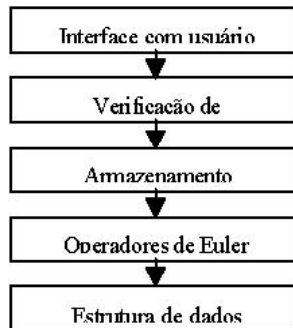 Interface com usuário
Verificação de
Armazenamento
Operadores de Euler
Estrutura de dados